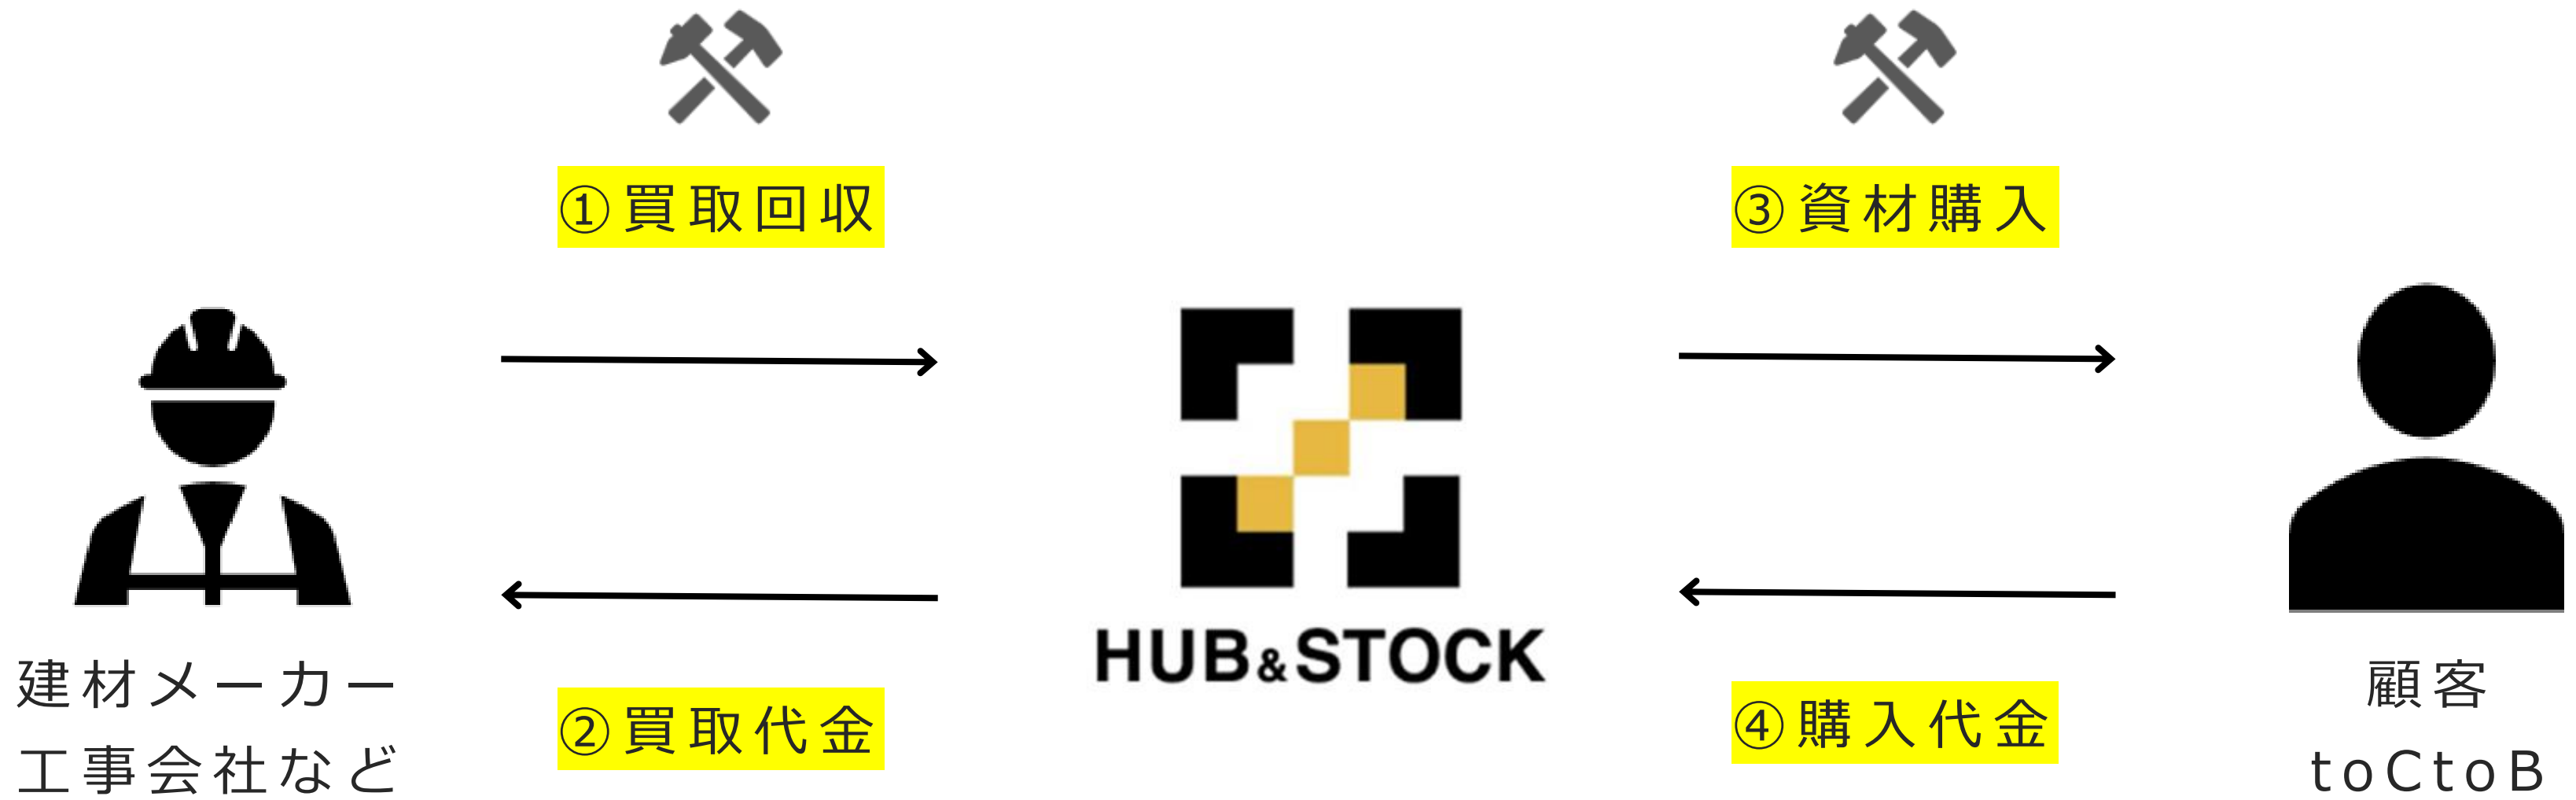 ①買取回収
③資材購入
HUB&STOCK
建材メーカー
工事会社など
②買取代金
④購入代金
顧客
toCtoB